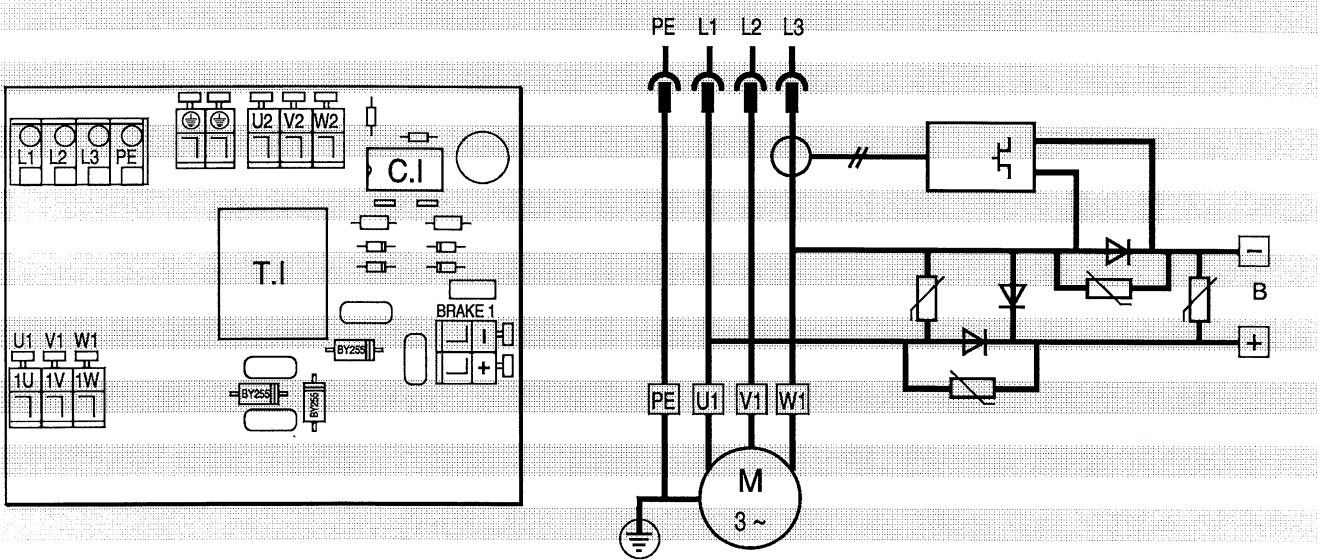 PE L1 L2 L3
U2 V2 W2
L1 L2 L3 PE
C.I
T.I
BRAKE 1
−
+
U1 V1 W1
1U 1V 1W
BY255
BY255
BY255
−
B
+
PE U1 V1 W1
M
3 ~